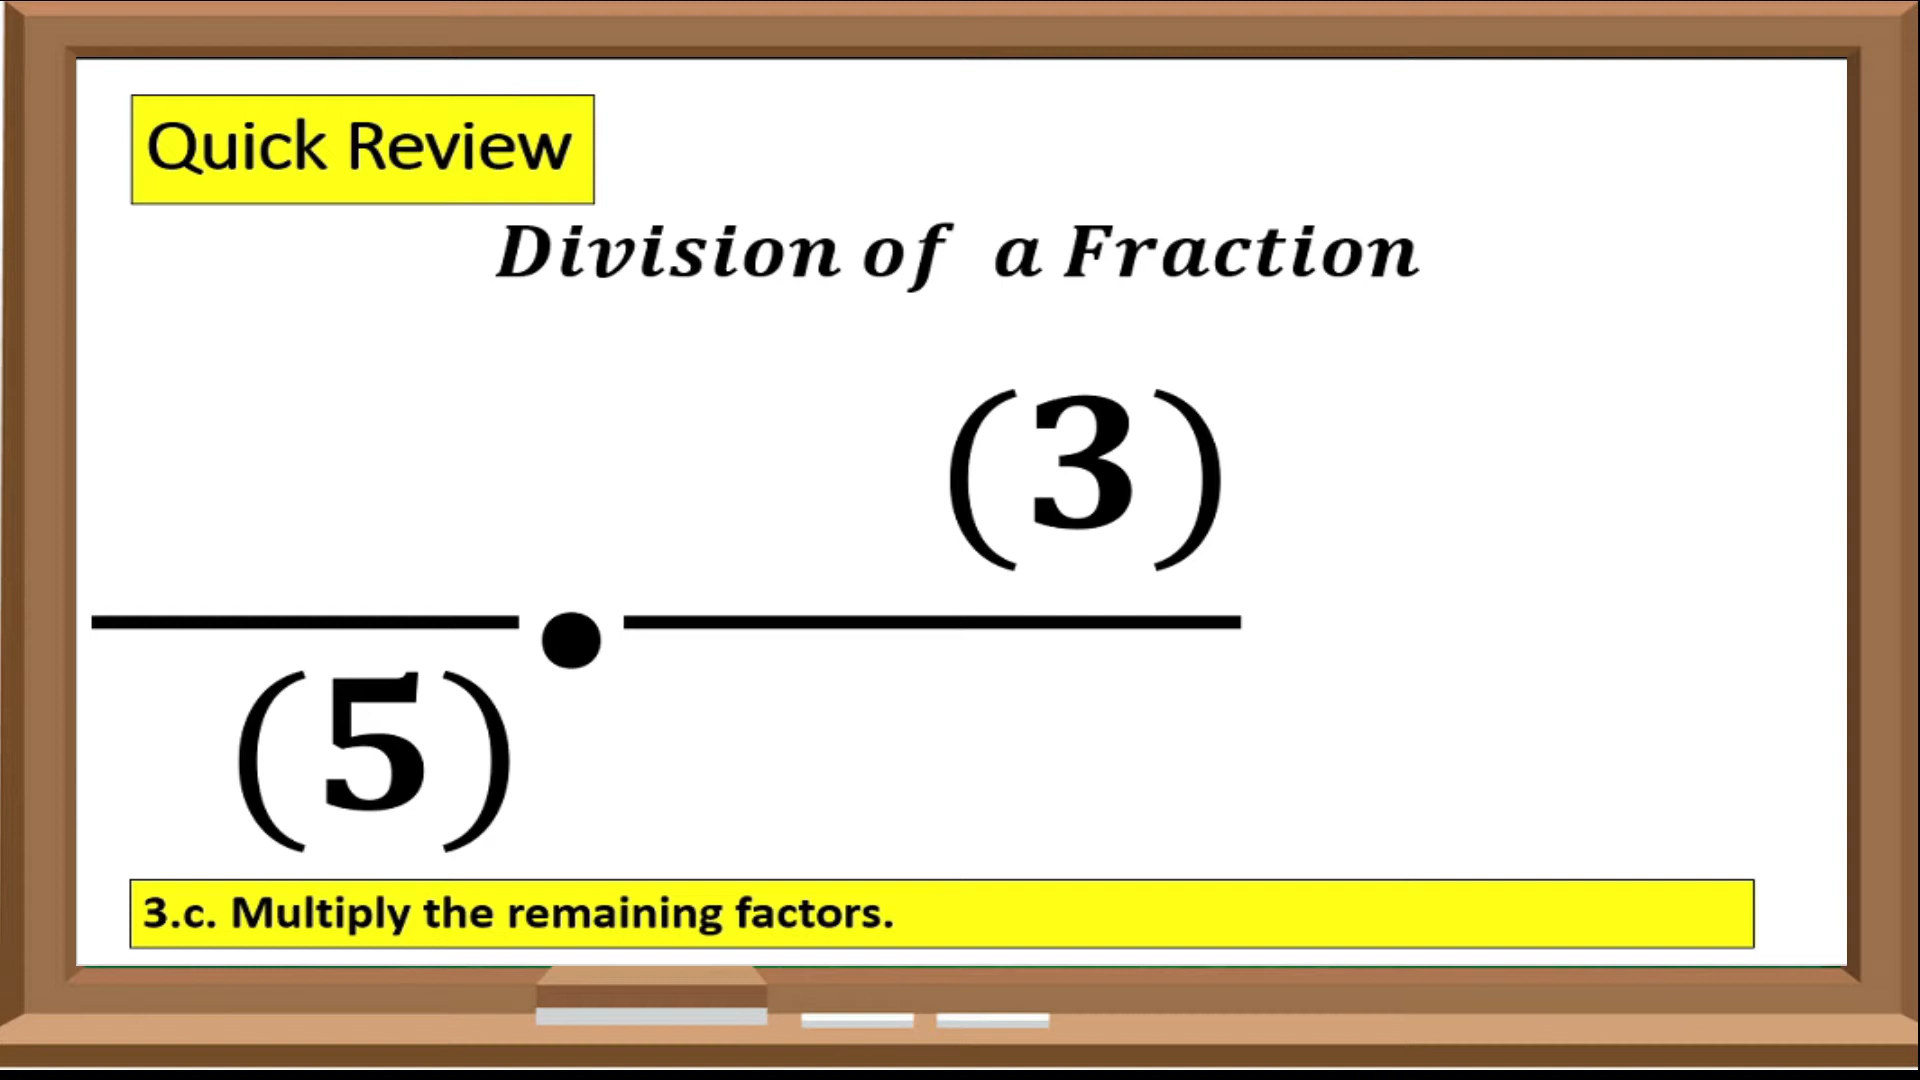 Quick Review
Division of a Fraction
(3)
•
(5)
3.c. Multiply the remaining factors.